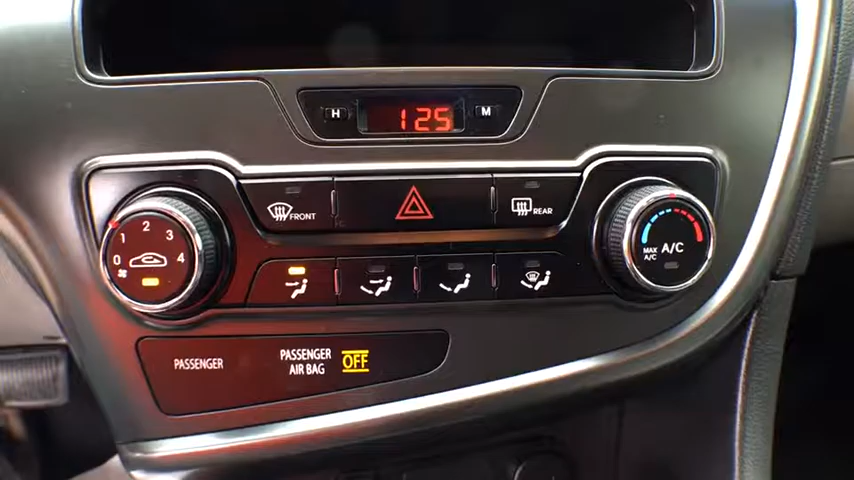 H 125 M
FRONT
REAR
0 1 2 3 4
MAX A/C
A/C
PASSENGER
PASSENGER
AIR BAG
OFF